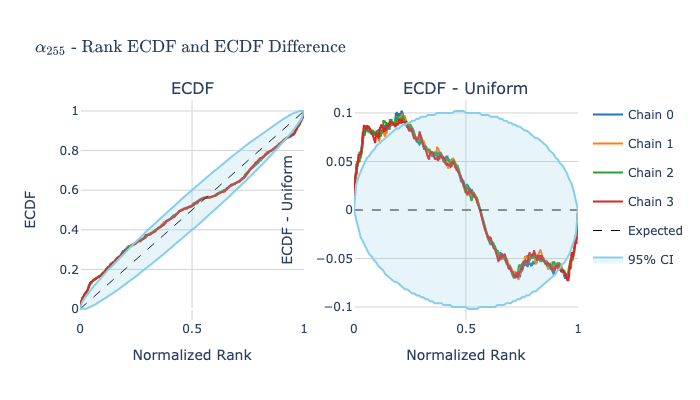 α₂₅₅ - Rank ECDF and ECDF Difference
ECDF
ECDF
1
0.8
0.6
0.4
0.2
0
0
0.5
1
Normalized Rank
ECDF - Uniform
ECDF - Uniform
0.1
0.05
0
−0.05
−0.1
0
0.5
1
Normalized Rank
Chain 0
Chain 1
Chain 2
Chain 3
Expected
95% CI